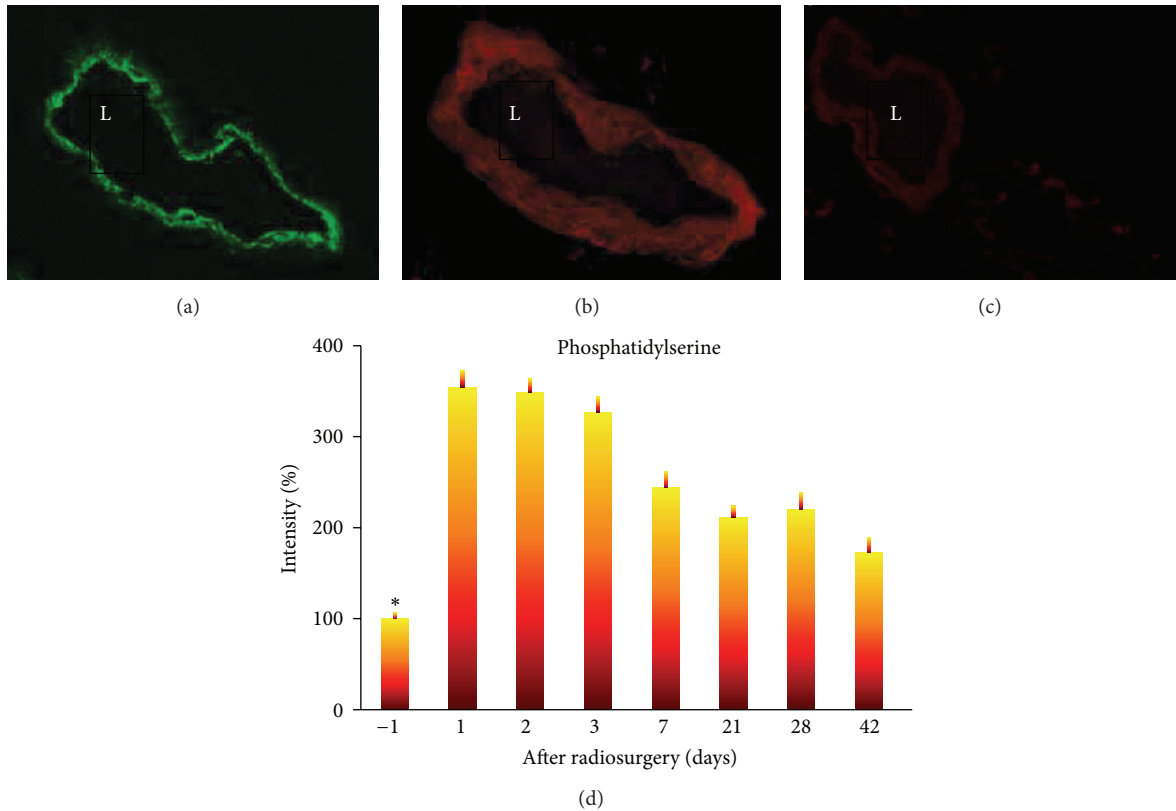 L
L
L
(a)
(b)
(c)
Phosphatidylserine
400
300
200
100
0
Intensity (%)
*
−1 1 2 3 7 21 28 42
After radiosurgery (days)
(d)